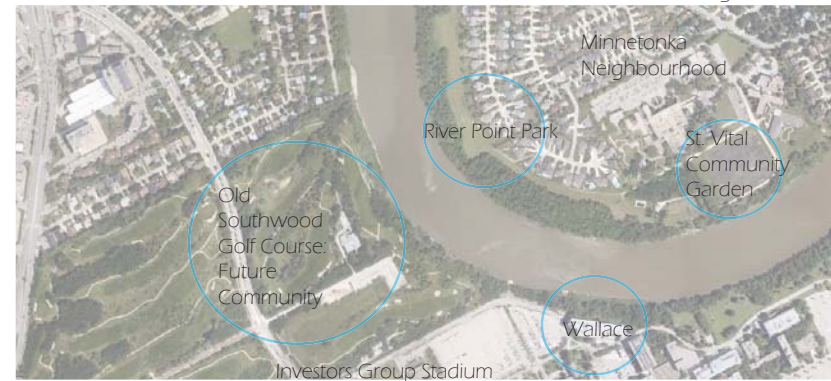 Minnetonka
Neighbourhood
River Point Park
St. Vital
Community
Garden
Old
Southwood
Golf Course:
Future
Community
Wallace
Investors Group Stadium